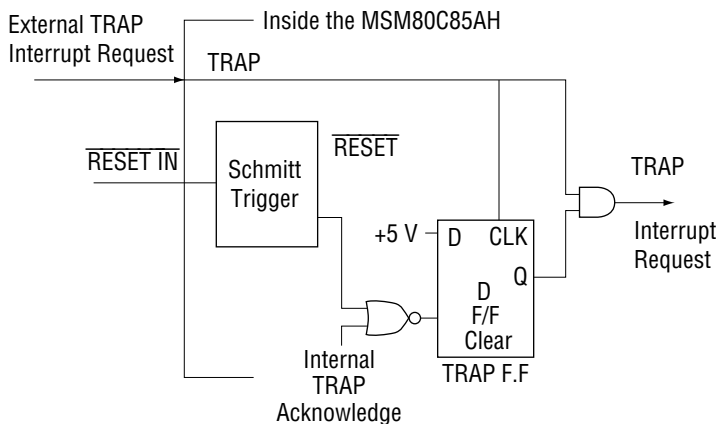 External TRAP
Interrupt Request
Inside the MSM80C85AH
TRAP
RESET IN
RESET
Schmitt
Trigger
TRAP
Interrupt
Request
+5 V
D
CLK
Q
D
F/F
Clear
TRAP F.F
Internal
TRAP
Acknowledge